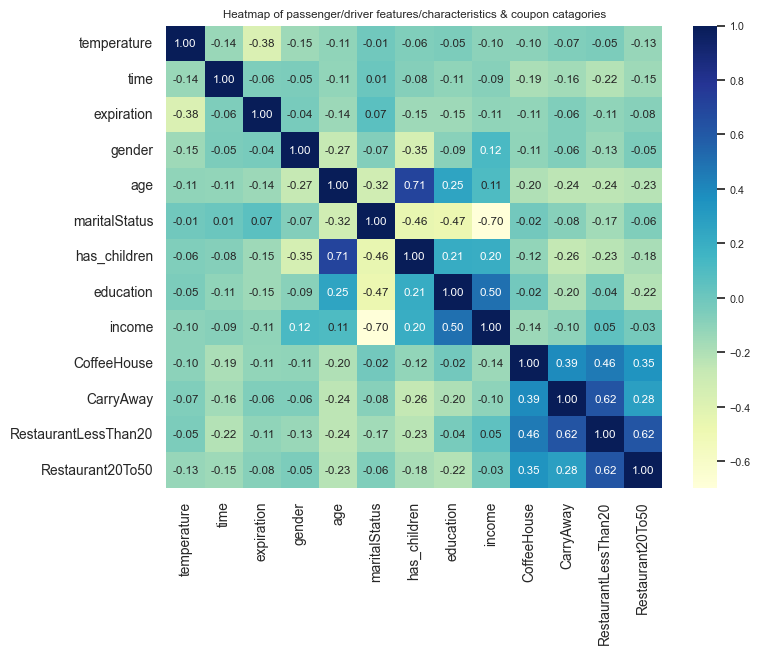 Heatmap of passenger/driver features/characteristics & coupon catagories
temperature 1.00 -0.14 -0.38 -0.15 -0.11 -0.01 -0.06 -0.05 -0.10 -0.10 -0.07 -0.05 -0.13
time -0.14 1.00 -0.06 -0.05 -0.11 0.01 -0.08 -0.11 -0.09 -0.19 -0.16 -0.22 -0.15
expiration -0.38 -0.06 1.00 -0.04 -0.14 0.07 -0.15 -0.15 -0.11 -0.11 -0.06 -0.11 -0.08
gender -0.15 -0.05 -0.04 1.00 -0.27 -0.07 -0.35 -0.09 0.12 -0.11 -0.06 -0.13 -0.05
age -0.11 -0.11 -0.14 -0.27 1.00 -0.32 0.71 0.25 0.11 -0.20 -0.24 -0.24 -0.23
maritalStatus -0.01 0.01 0.07 -0.07 -0.32 1.00 -0.46 -0.47 -0.70 -0.02 -0.08 -0.17 -0.06
has_children -0.06 -0.08 -0.15 -0.35 0.71 -0.46 1.00 0.21 0.20 -0.12 -0.26 -0.23 -0.18
education -0.05 -0.11 -0.15 -0.09 0.25 -0.47 0.21 1.00 0.50 -0.02 -0.20 -0.04 -0.22
income -0.10 -0.09 -0.11 0.12 0.11 -0.70 0.20 0.50 1.00 -0.14 -0.10 0.05 -0.03
CoffeeHouse -0.10 -0.19 -0.11 -0.11 -0.20 -0.02 -0.12 -0.02 -0.14 1.00 0.39 0.46 0.35
CarryAway -0.07 -0.16 -0.06 -0.06 -0.24 -0.08 -0.26 -0.20 -0.10 0.39 1.00 0.62 0.28
RestaurantLessThan20 -0.05 -0.22 -0.11 -0.13 -0.24 -0.17 -0.23 -0.04 0.05 0.46 0.62 1.00 0.62
Restaurant20To50 -0.13 -0.15 -0.08 -0.05 -0.23 -0.06 -0.18 -0.22 -0.03 0.35 0.28 0.62 1.00
temperature
time
expiration
gender
age
maritalStatus
has_children
education
income
CoffeeHouse
CarryAway
RestaurantLessThan20
Restaurant20To50
1.0
0.8
0.6
0.4
0.2
0.0
-0.2
-0.4
-0.6